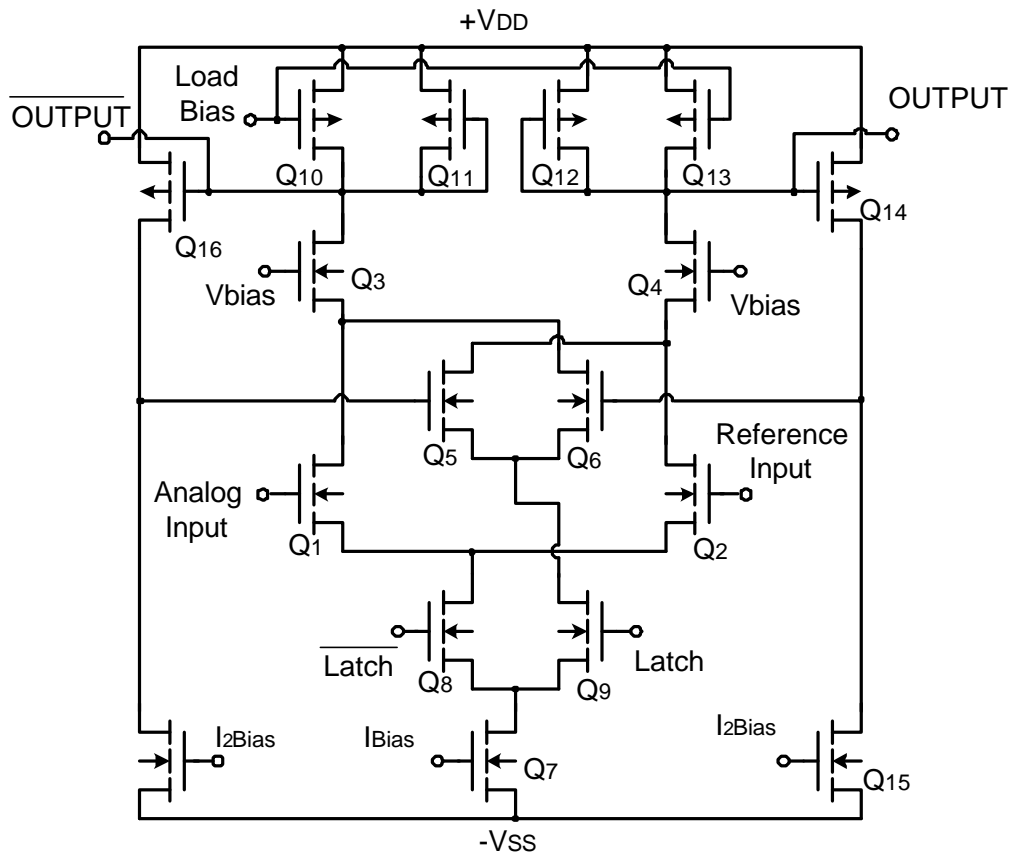 +VDD
Load
Bias
OUTPUT
OUTPUT
Q10
Q11
Q12
Q13
Q16
Q14
Vbias
Q3
Q4
Vbias
Q5
Q6
Reference
Input
Analog
Input
Q1
Q2
Latch
Q8
Q9
Latch
I2Bias
IBias
Q7
I2Bias
Q15
-VSS